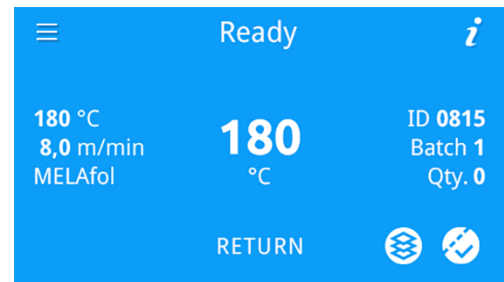 Ready
i
180 °C
8,0 m/min
MELAfol
180
°C
ID 0815
Batch 1
Qty. 0
RETURN